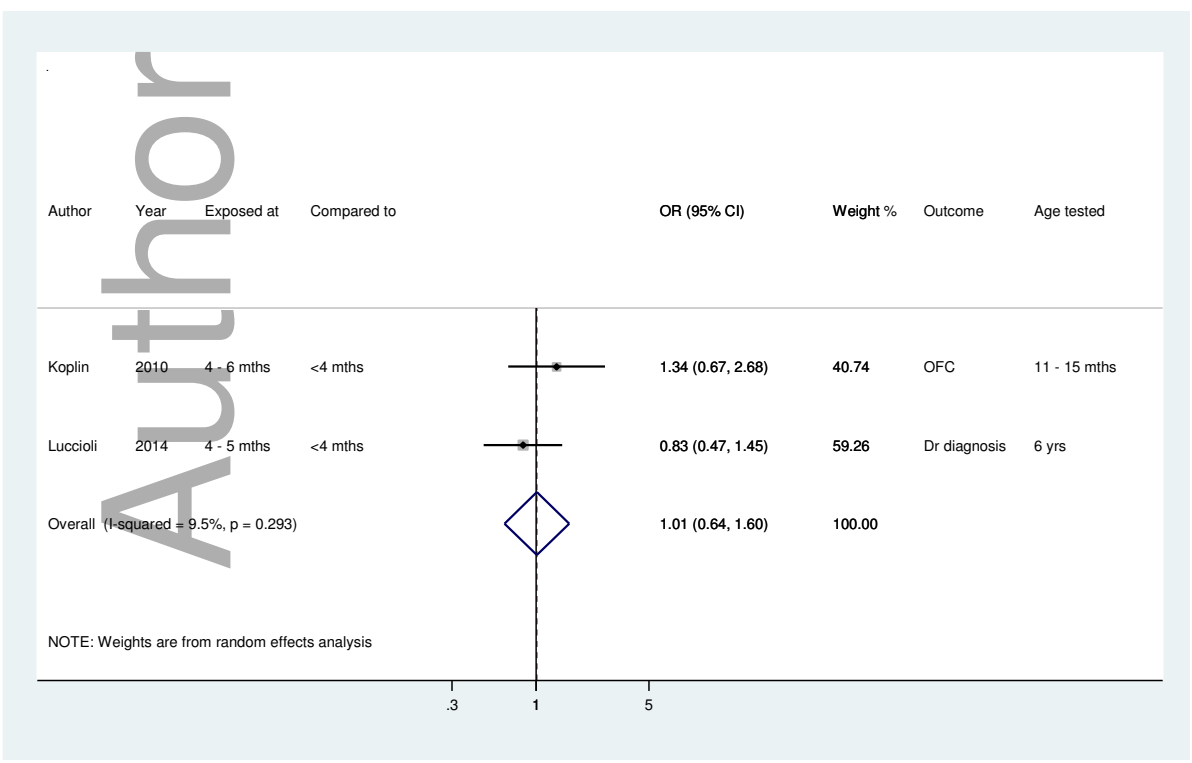 Author Year Exposed at Compared to OR (95% CI) Weight % Outcome Age tested
Koplin 2010 4 - 6 mths <4 mths 1.34 (0.67, 2.68) 40.74 OFC 11 - 15 mths
Luccioli 2014 4 - 5 mths <4 mths 0.83 (0.47, 1.45) 59.26 Dr diagnosis 6 yrs
Overall (I-squared = 9.5%, p = 0.293) 1.01 (0.64, 1.60) 100.00
NOTE: Weights are from random effects analysis
.3 1 5
Author